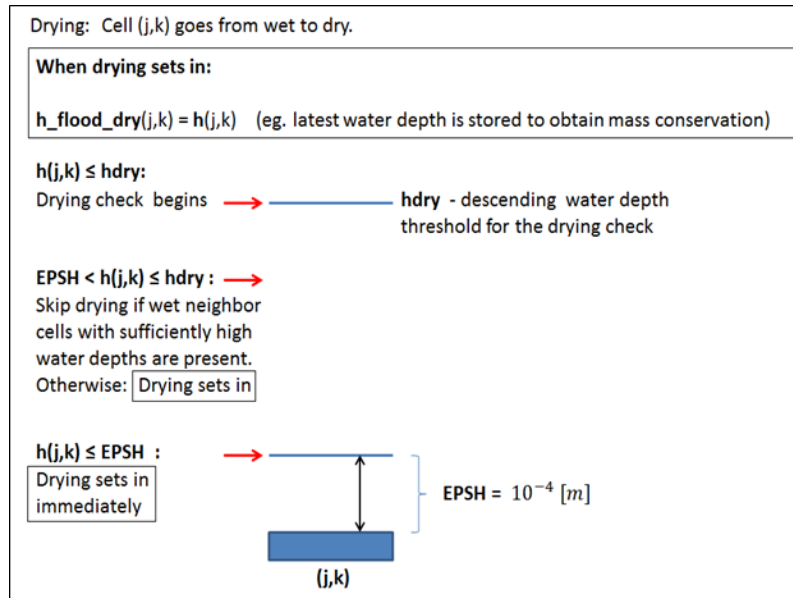 Drying: Cell (j,k) goes from wet to dry.
When drying sets in:
h_flood_dry(j,k) = h(j,k) (eg. latest water depth is stored to obtain mass conservation)
h(j,k) ≤ hdry:
Drying check begins
hdry - descending water depth
threshold for the drying check
EPSH < h(j,k) ≤ hdry :
Skip drying if wet neighbor
cells with sufficiently high
water depths are present.
Otherwise: Drying sets in
h(j,k) ≤ EPSH :
Drying sets in
immediately
EPSH = 10⁻⁴ [m]
(j,k)